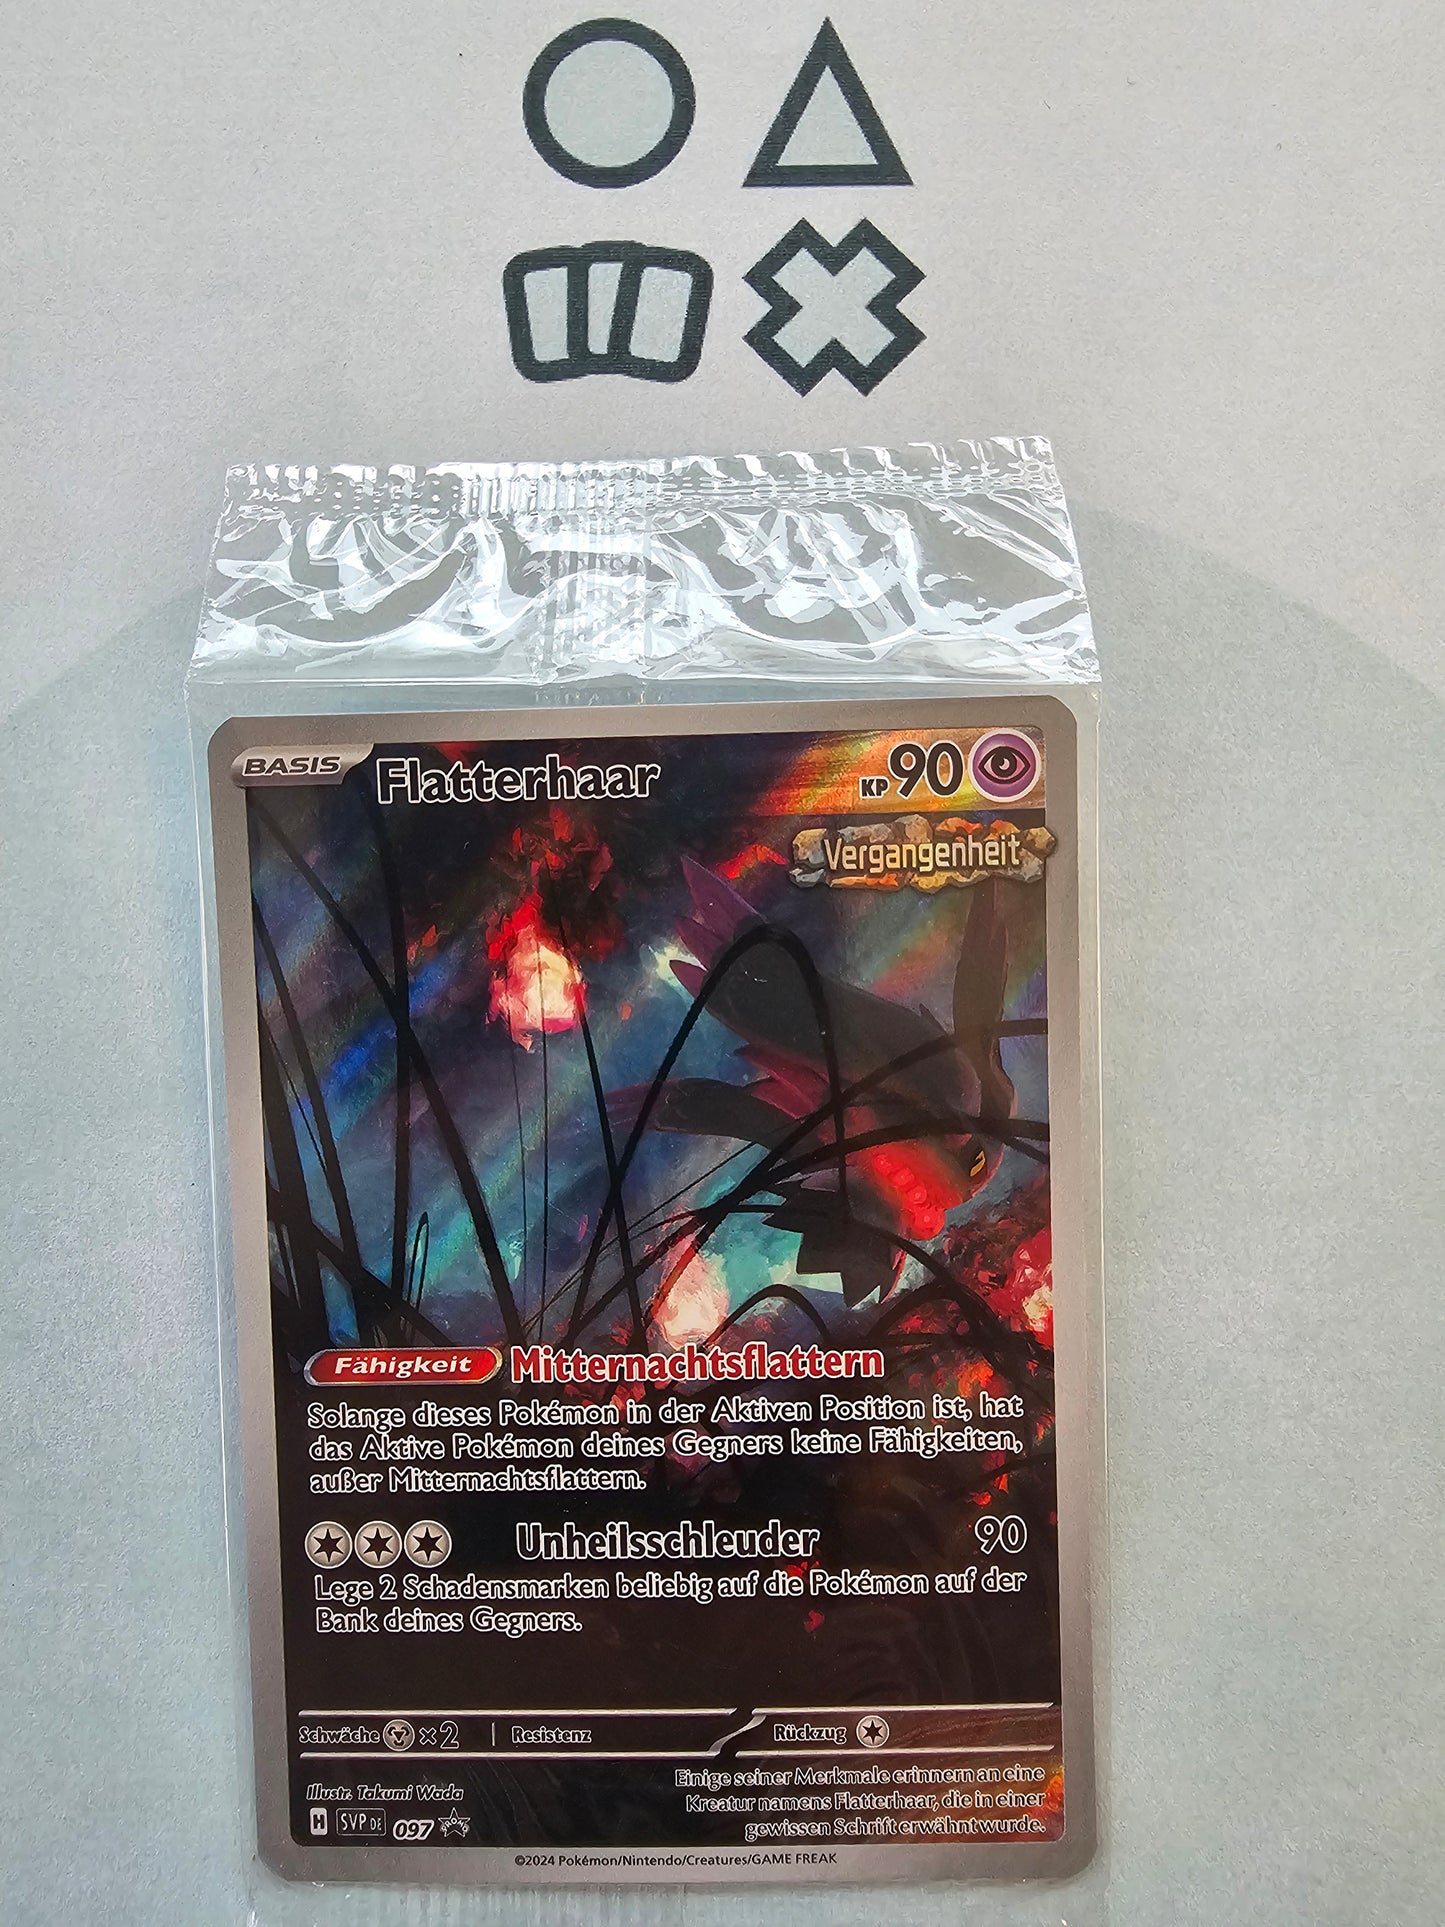 BASIS Flatterhaar KP 90
Vergangenheit
Fähigkeit Mitternachtsflattern
Solange dieses Pokémon in der Aktiven Position ist, hat
das Aktive Pokémon deines Gegners keine Fähigkeiten,
außer Mitternachtsflattern.
Unheilsschleuder 90
Lege 2 Schadensmarken beliebig auf die Pokémon auf der
Bank deines Gegners.
Schwäche ×2 | Resistenz Rückzug
Illustr. Takumi Wada
Einige seiner Merkmale erinnern an eine
Kreatur namens Flatterhaar, die in einer
gewissen Schrift erwähnt wurde.
H SVP DE 097 PROMO
©2024 Pokémon/Nintendo/Creatures/GAME FREAK